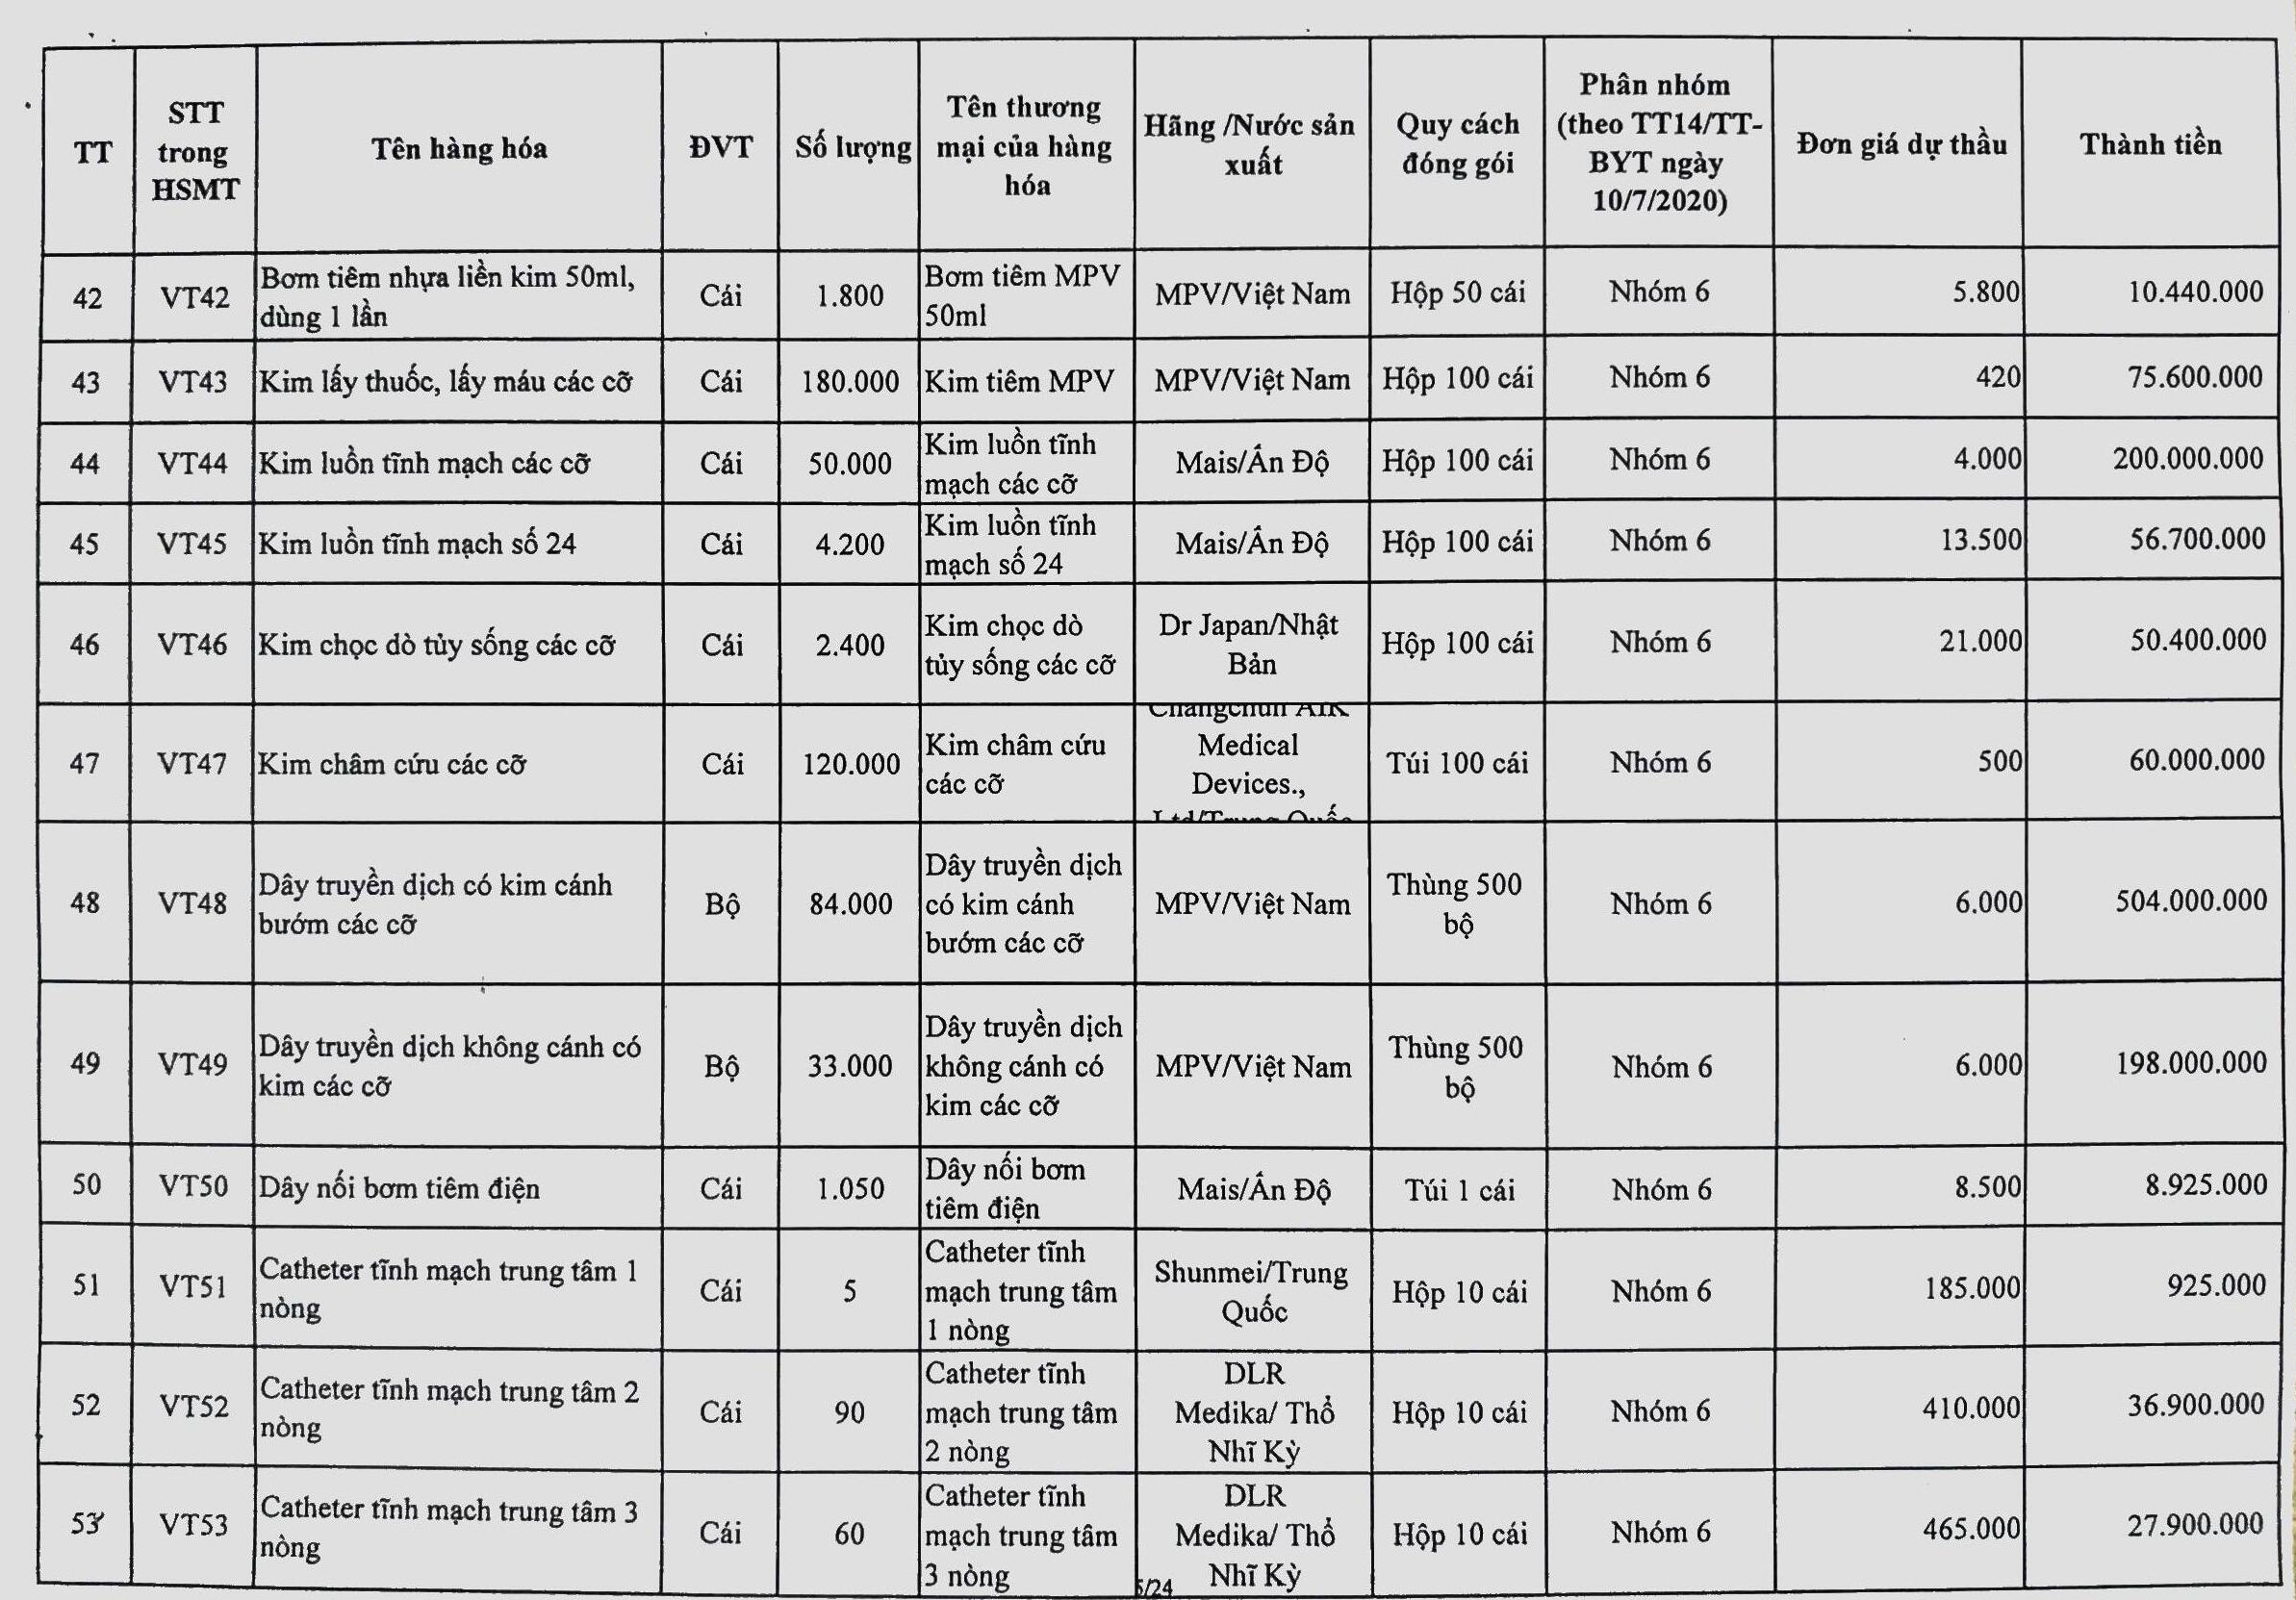 TT
STT
trong
HSMT
Tên hàng hóa
ĐVT
Số lượng
Tên thương
mại của hàng
hóa
Hãng /Nước sản
xuất
Quy cách
đóng gói
Phân nhóm
(theo TT14/TT-
BYT ngày
10/7/2020)
Đơn giá dự thầu
Thành tiền
42
VT42
Bơm tiêm nhựa liền kim 50ml,
dùng 1 lần
Cái
1.800
Bơm tiêm MPV
50ml
MPV/Việt Nam
Hộp 50 cái
Nhóm 6
5.800
10.440.000
43
VT43
Kim lấy thuốc, lấy máu các cỡ
Cái
180.000
Kim tiêm MPV
MPV/Việt Nam
Hộp 100 cái
Nhóm 6
420
75.600.000
44
VT44
Kim luồn tĩnh mạch các cỡ
Cái
50.000
Kim luồn tĩnh
mạch các cỡ
Mais/Ấn Độ
Hộp 100 cái
Nhóm 6
4.000
200.000.000
45
VT45
Kim luồn tĩnh mạch số 24
Cái
4.200
Kim luồn tĩnh
mạch số 24
Mais/Ấn Độ
Hộp 100 cái
Nhóm 6
13.500
56.700.000
46
VT46
Kim chọc dò tủy sống các cỡ
Cái
2.400
Kim chọc dò
tủy sống các cỡ
Dr Japan/Nhật
Bản
Hộp 100 cái
Nhóm 6
21.000
50.400.000
47
VT47
Kim châm cứu các cỡ
Cái
120.000
Kim châm cứu
các cỡ
Medical
Devices.,
Ltd/Trung Quốc
Túi 100 cái
Nhóm 6
500
60.000.000
48
VT48
Dây truyền dịch có kim cánh
bướm các cỡ
Bộ
84.000
Dây truyền dịch
có kim cánh
bướm các cỡ
MPV/Việt Nam
Thùng 500
bộ
Nhóm 6
6.000
504.000.000
49
VT49
Dây truyền dịch không cánh có
kim các cỡ
Bộ
33.000
Dây truyền dịch
không cánh có
kim các cỡ
MPV/Việt Nam
Thùng 500
bộ
Nhóm 6
6.000
198.000.000
50
VT50
Dây nối bơm tiêm điện
Cái
1.050
Dây nối bơm
tiêm điện
Mais/Ấn Độ
Túi 1 cái
Nhóm 6
8.500
8.925.000
51
VT51
Catheter tĩnh mạch trung tâm 1
nòng
Cái
5
Catheter tĩnh
mạch trung tâm
1 nòng
Shunmei/Trung
Quốc
Hộp 10 cái
Nhóm 6
185.000
925.000
52
VT52
Catheter tĩnh mạch trung tâm 2
nòng
Cái
90
Catheter tĩnh
mạch trung tâm
2 nòng
DLR
Medika/ Thổ
Nhĩ Kỳ
Hộp 10 cái
Nhóm 6
410.000
36.900.000
53
VT53
Catheter tĩnh mạch trung tâm 3
nòng
Cái
60
Catheter tĩnh
mạch trung tâm
3 nòng
DLR
Medika/ Thổ
Nhĩ Kỳ
Hộp 10 cái
Nhóm 6
465.000
27.900.000